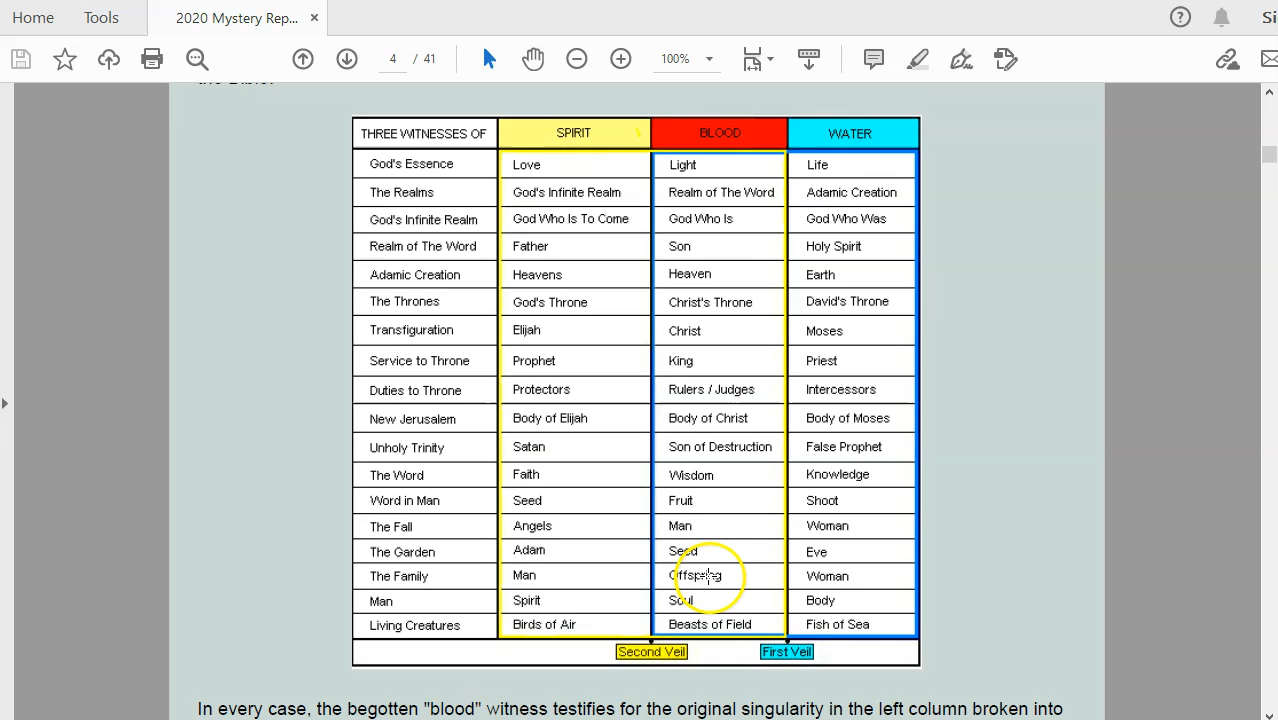 Home Tools 2020 Mystery Rep... × Si
4 / 41 100%
THREE WITNESSES OF SPIRIT BLOOD WATER
God's Essence Love Light Life
The Realms God's Infinite Realm Realm of The Word Adamic Creation
God's Infinite Realm God Who Is To Come God Who Is God Who Was
Realm of The Word Father Son Holy Spirit
Adamic Creation Heavens Heaven Earth
The Thrones God's Throne Christ's Throne David's Throne
Transfiguration Elijah Christ Moses
Service to Throne Prophet King Priest
Duties to Throne Protectors Rulers / Judges Intercessors
New Jerusalem Body of Elijah Body of Christ Body of Moses
Unholy Trinity Satan Son of Destruction False Prophet
The Word Faith Wisdom Knowledge
Word in Man Seed Fruit Shoot
The Fall Angels Man Woman
The Garden Adam Seed Eve
The Family Man Offspring Woman
Man Spirit Soul Body
Living Creatures Birds of Air Beasts of Field Fish of Sea
Second Veil First Veil
In every case, the begotten "blood" witness testifies for the original singularity in the left column broken into